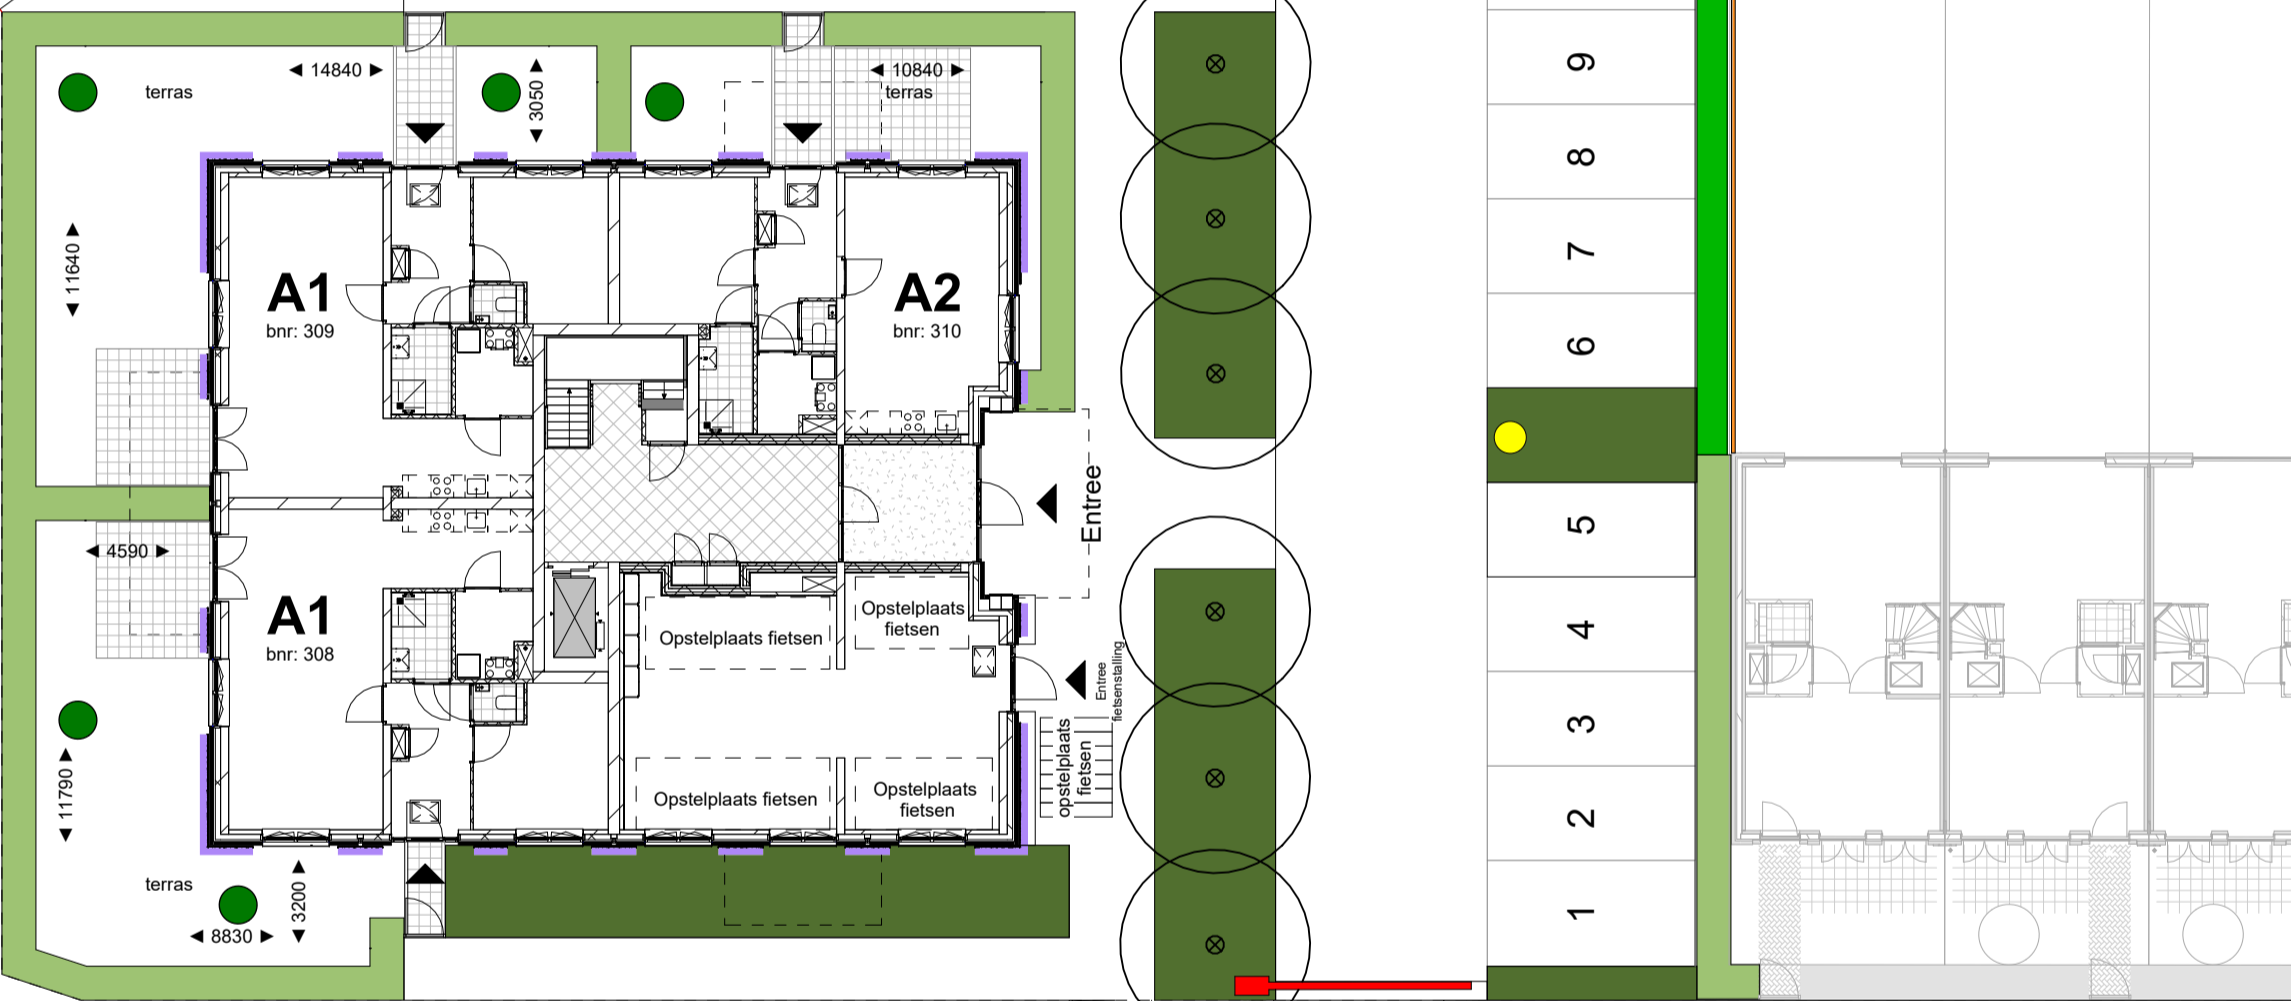 14840
3050
10840
terras
terras
11640
A1
bnr: 309
A2
bnr: 310
Entree
4590
A1
bnr: 308
Opstelplaats fietsen
Opstelplaats
fietsen
Entree
fietsenstalling
opstelplaats
fietsen
Opstelplaats fietsen
Opstelplaats
fietsen
11790
terras
3200
8830
9
8
7
6
5
4
3
2
1